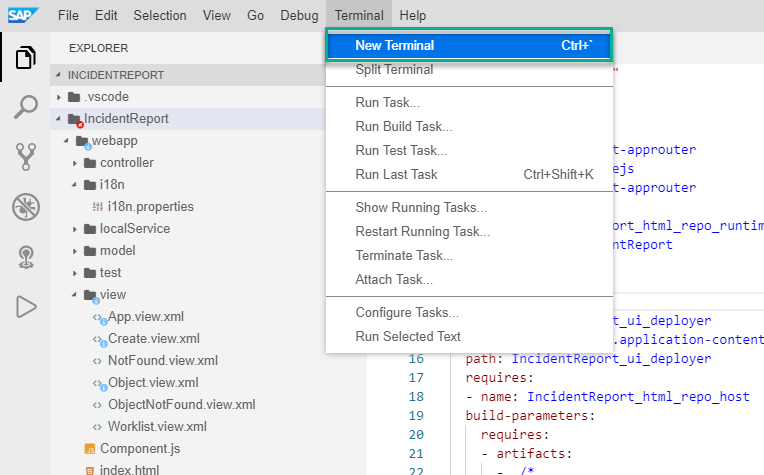 SAP File Edit Selection View Go Debug Terminal Help
EXPLORER
INCIDENTREPORT
.vscode
IncidentReport
webapp
controller
i18n
i18n.properties
localService
model
test
view
App.view.xml
Create.view.xml
NotFound.view.xml
Object.view.xml
ObjectNotFound.view.xml
Worklist.view.xml
Component.js
index.html
New Terminal Ctrl+`
Split Terminal
Run Task...
Run Build Task...
Run Test Task...
Run Last Task Ctrl+Shift+K
Show Running Tasks...
Restart Running Task...
Terminate Task...
Attach Task...
Configure Tasks...
Run Selected Text
"
t-approuter
ejs
t-approuter
port_html_repo_runtim
entReport
t_ui_deployer
.application-content
16 path: IncidentReport_ui_deployer
17 requires:
18 - name: IncidentReport_html_repo_host
19 build-parameters:
20 requires:
21 - artifacts:
22 - ./*